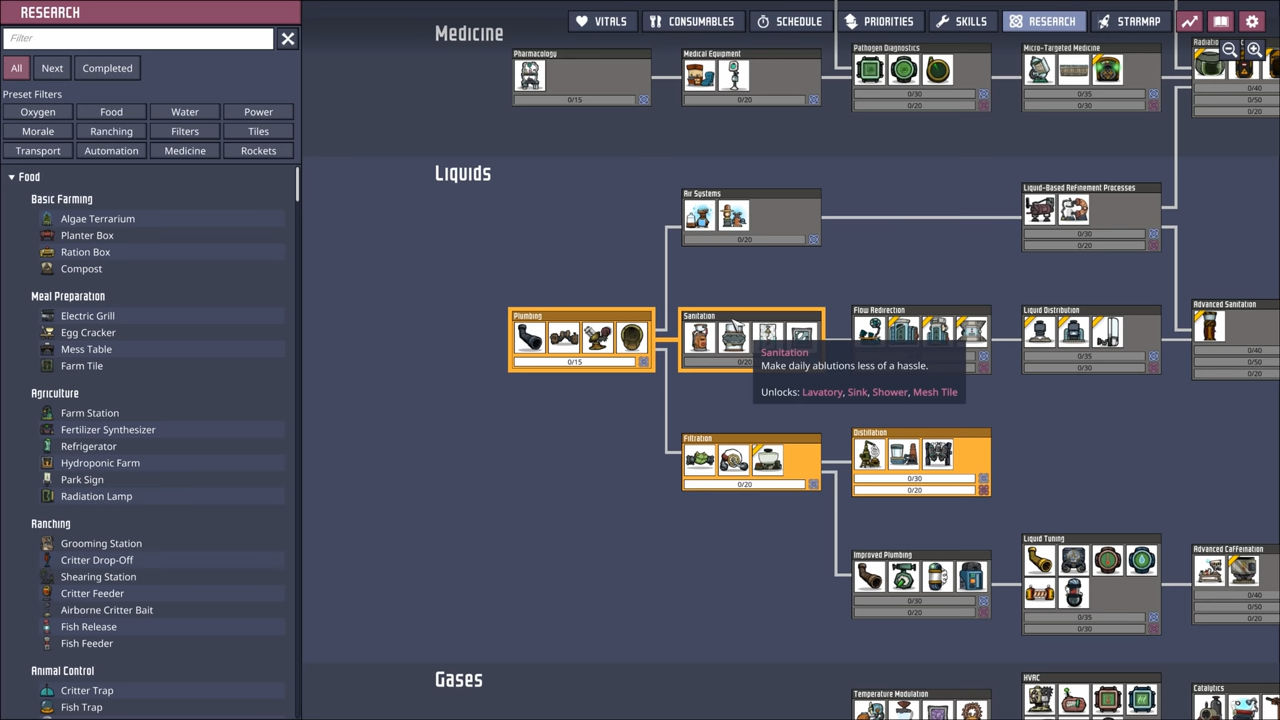 RESEARCH
VITALS
CONSUMABLES
SCHEDULE
PRIORITIES
SKILLS
RESEARCH
STARMAP
Filter
All
Next
Completed
Preset Filters
Oxygen
Food
Water
Power
Morale
Ranching
Filters
Tiles
Transport
Automation
Medicine
Rockets
Food
Basic Farming
Algae Terrarium
Planter Box
Ration Box
Compost
Meal Preparation
Electric Grill
Egg Cracker
Mess Table
Farm Tile
Agriculture
Farm Station
Fertilizer Synthesizer
Refrigerator
Hydroponic Farm
Park Sign
Radiation Lamp
Ranching
Grooming Station
Critter Drop-Off
Shearing Station
Critter Feeder
Airborne Critter Bait
Fish Release
Fish Feeder
Animal Control
Critter Trap
Fish Trap
Medicine
Pharmacology
0/15
Medical Equipment
0/20
Pathogen Diagnostics
0/30
0/20
Micro-Targeted Medicine
0/35
0/30
Radiatio
0/40
0/50
0/20
Liquids
Air Systems
0/20
Liquid-Based Refinement Processes
0/30
0/20
Plumbing
0/15
Sanitation
0/20
Flow Redirection
Liquid Distribution
0/35
0/30
Advanced Sanitation
0/40
0/50
0/20
Sanitation
Make daily ablutions less of a hassle.
Unlocks: Lavatory, Sink, Shower, Mesh Tile
Filtration
0/20
Distillation
0/30
0/20
Improved Plumbing
0/30
0/20
Liquid Tuning
0/35
0/30
Advanced Caffeination
0/40
0/50
0/20
Gases
Temperature Modulation
HVAC
Catalytics